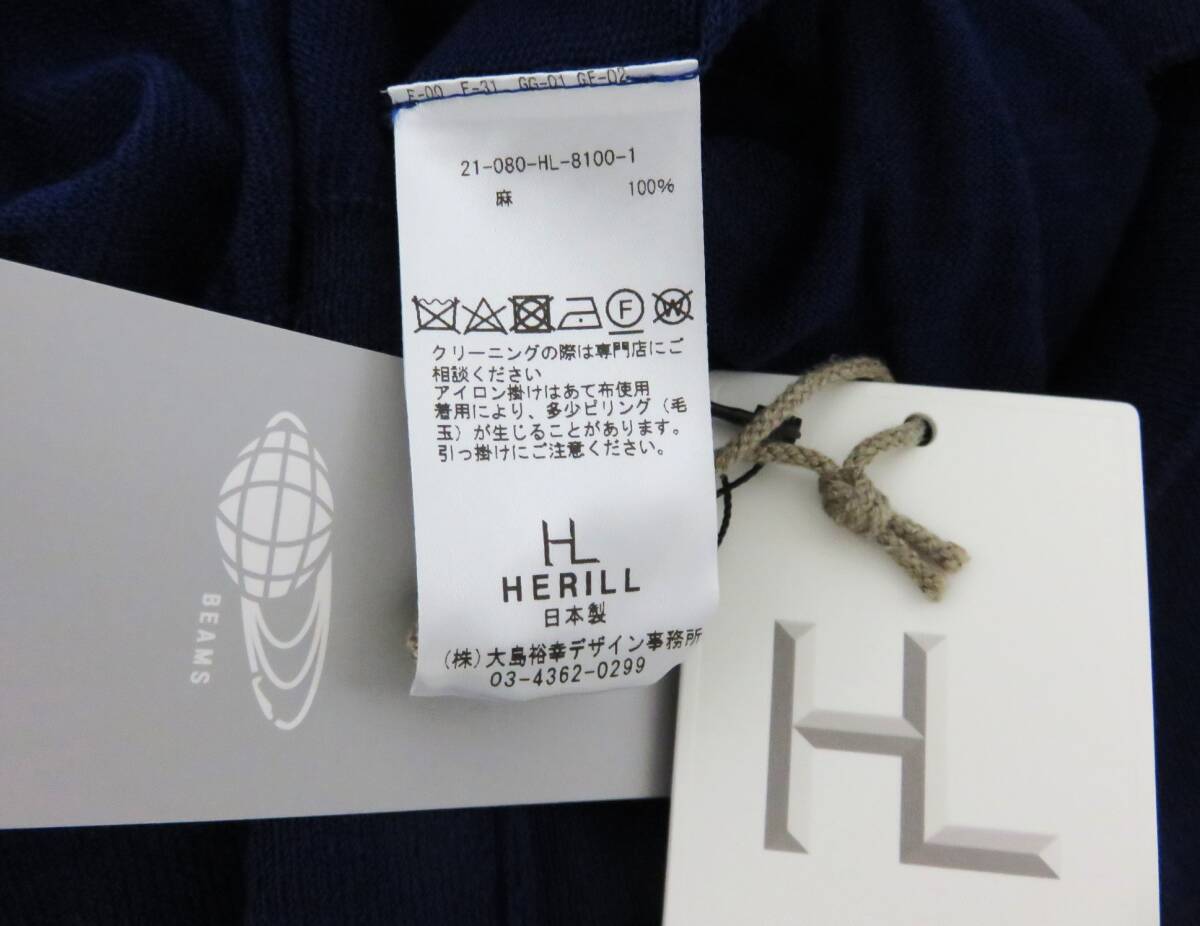 F-00 F-31 GG-01 GF-02
21-080-HL-8100-1
麻 100%
F W
クリーニングの際は専門店にご
相談ください
アイロン掛けはあて布使用
着用により、多少ピリング（毛
玉）が生じることがあります。
引っ掛けにご注意ください。
HL
HERILL
日本製
(株)大島裕幸デザイン事務所
03-4362-0299
BEAMS
HL